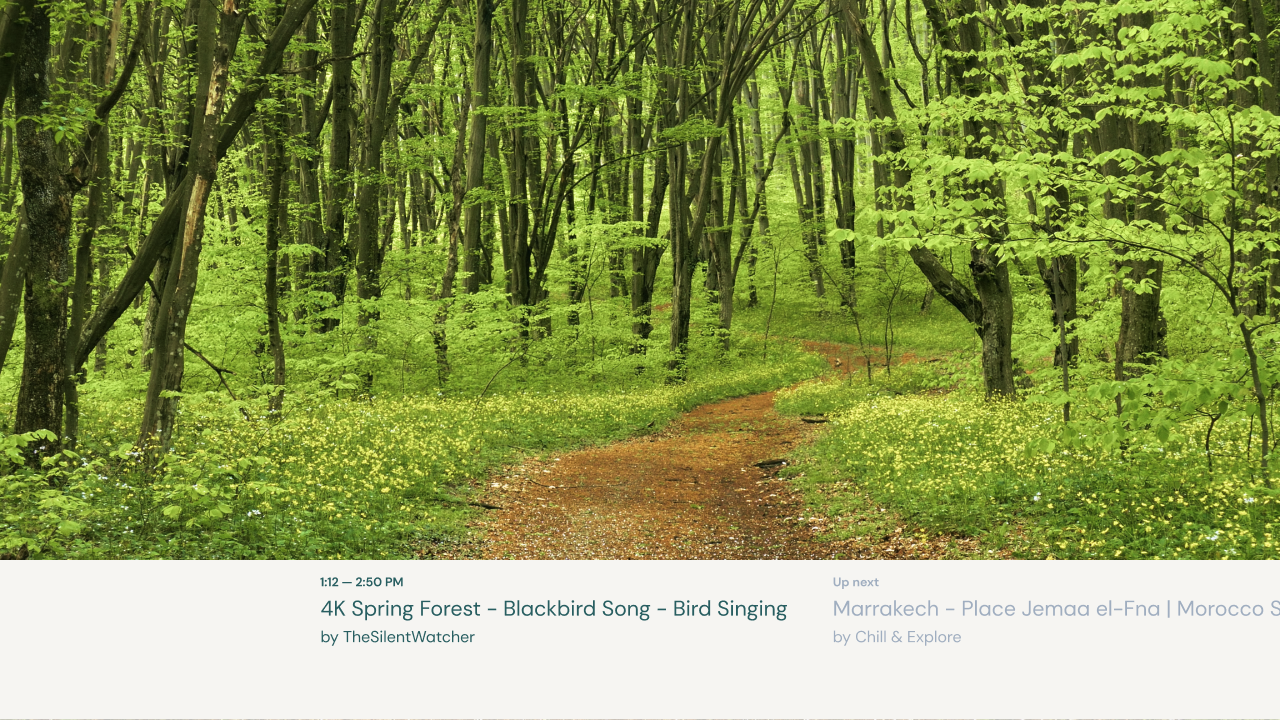 1:12 — 2:50 PM
4K Spring Forest - Blackbird Song - Bird Singing
by TheSilentWatcher
Up next
Marrakech - Place Jemaa el-Fna | Morocco S
by Chill & Explore